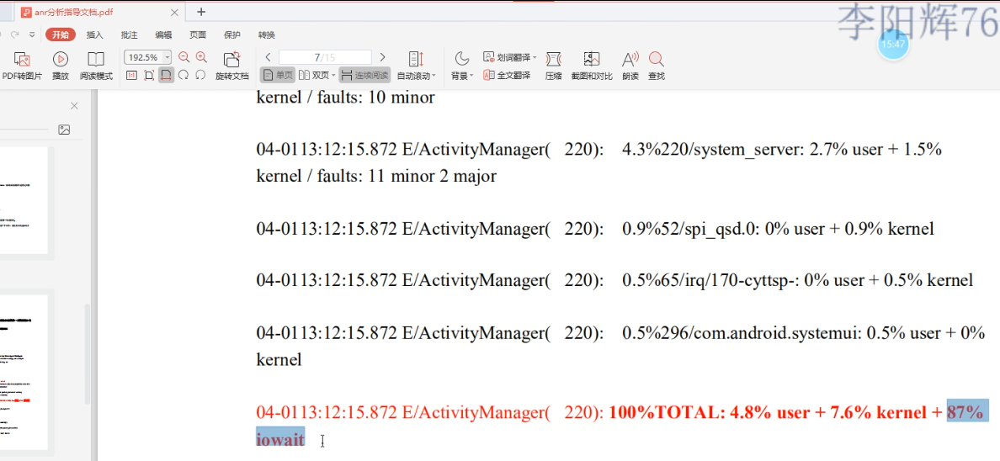 anr分析指导文档.pdf
李阳辉76
15:47
开始 插入 批注 编辑 页面 保护 转换
192.5% 7/15 划词翻译
PDF转图片 播放 阅读模式 旋转文档 单页 双页 连续阅读 自动滚动 背景 全文翻译 压缩 截图和对比 朗读 查找
kernel / faults: 10 minor
04-0113:12:15.872 E/ActivityManager( 220): 4.3%220/system_server: 2.7% user + 1.5%
kernel / faults: 11 minor 2 major
04-0113:12:15.872 E/ActivityManager( 220): 0.9%52/spi_qsd.0: 0% user + 0.9% kernel
04-0113:12:15.872 E/ActivityManager( 220): 0.5%65/irq/170-cyttsp-: 0% user + 0.5% kernel
04-0113:12:15.872 E/ActivityManager( 220): 0.5%296/com.android.systemui: 0.5% user + 0%
kernel
04-0113:12:15.872 E/ActivityManager( 220): 100%TOTAL: 4.8% user + 7.6% kernel + 87%
iowait